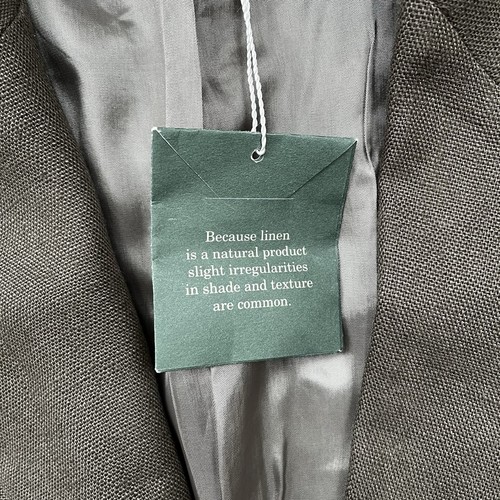 Because linen
is a natural product
slight irregularities
in shade and texture
are common.